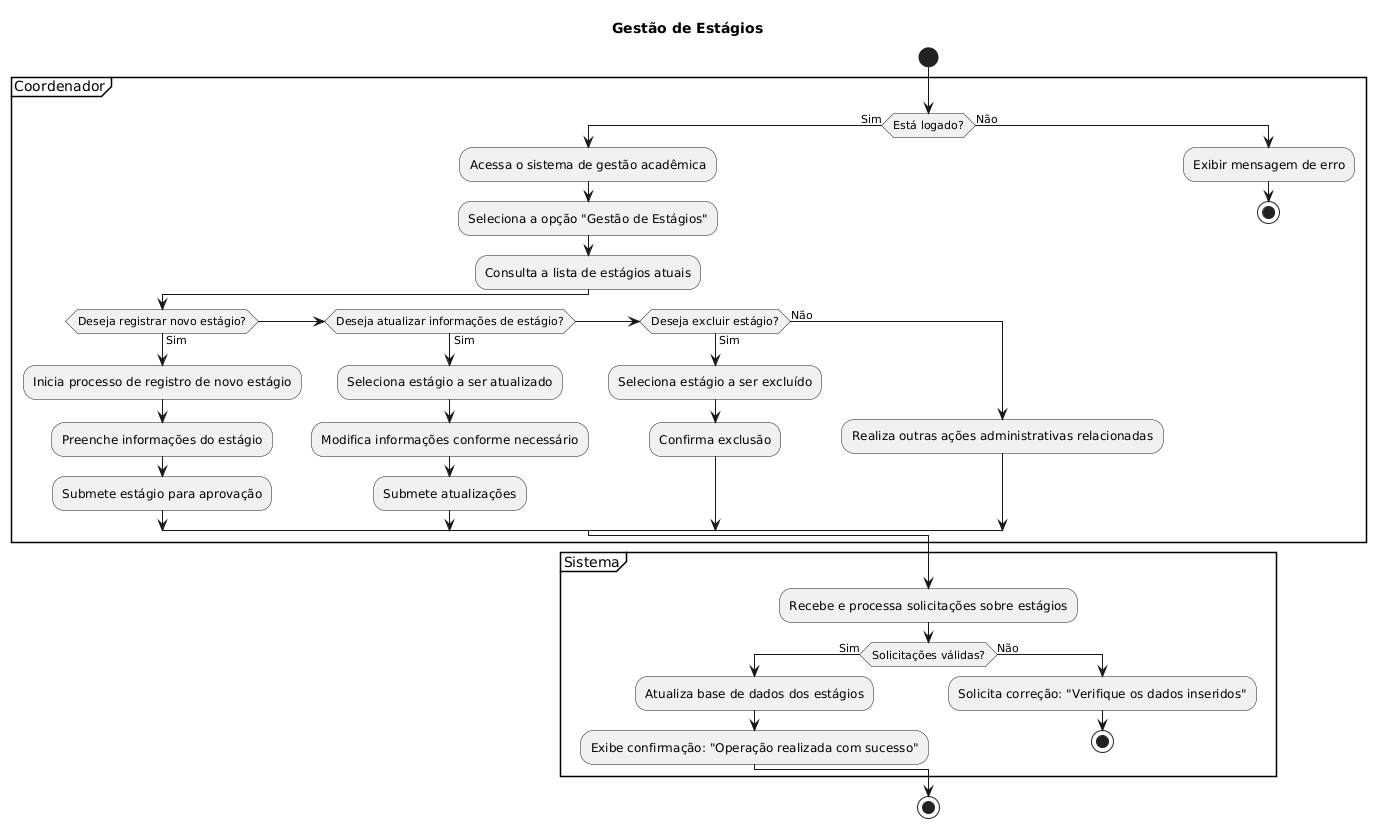 Gestão de Estágios
Coordenador
Está logado?
Sim
Não
Acessa o sistema de gestão acadêmica
Exibir mensagem de erro
Seleciona a opção "Gestão de Estágios"
Consulta a lista de estágios atuais
Deseja registrar novo estágio?
Sim
Deseja atualizar informações de estágio?
Sim
Deseja excluir estágio?
Sim
Não
Inicia processo de registro de novo estágio
Seleciona estágio a ser atualizado
Seleciona estágio a ser excluído
Preenche informações do estágio
Modifica informações conforme necessário
Confirma exclusão
Realiza outras ações administrativas relacionadas
Submete estágio para aprovação
Submete atualizações
Sistema
Recebe e processa solicitações sobre estágios
Solicitações válidas?
Sim
Não
Atualiza base de dados dos estágios
Solicita correção: "Verifique os dados inseridos"
Exibe confirmação: "Operação realizada com sucesso"